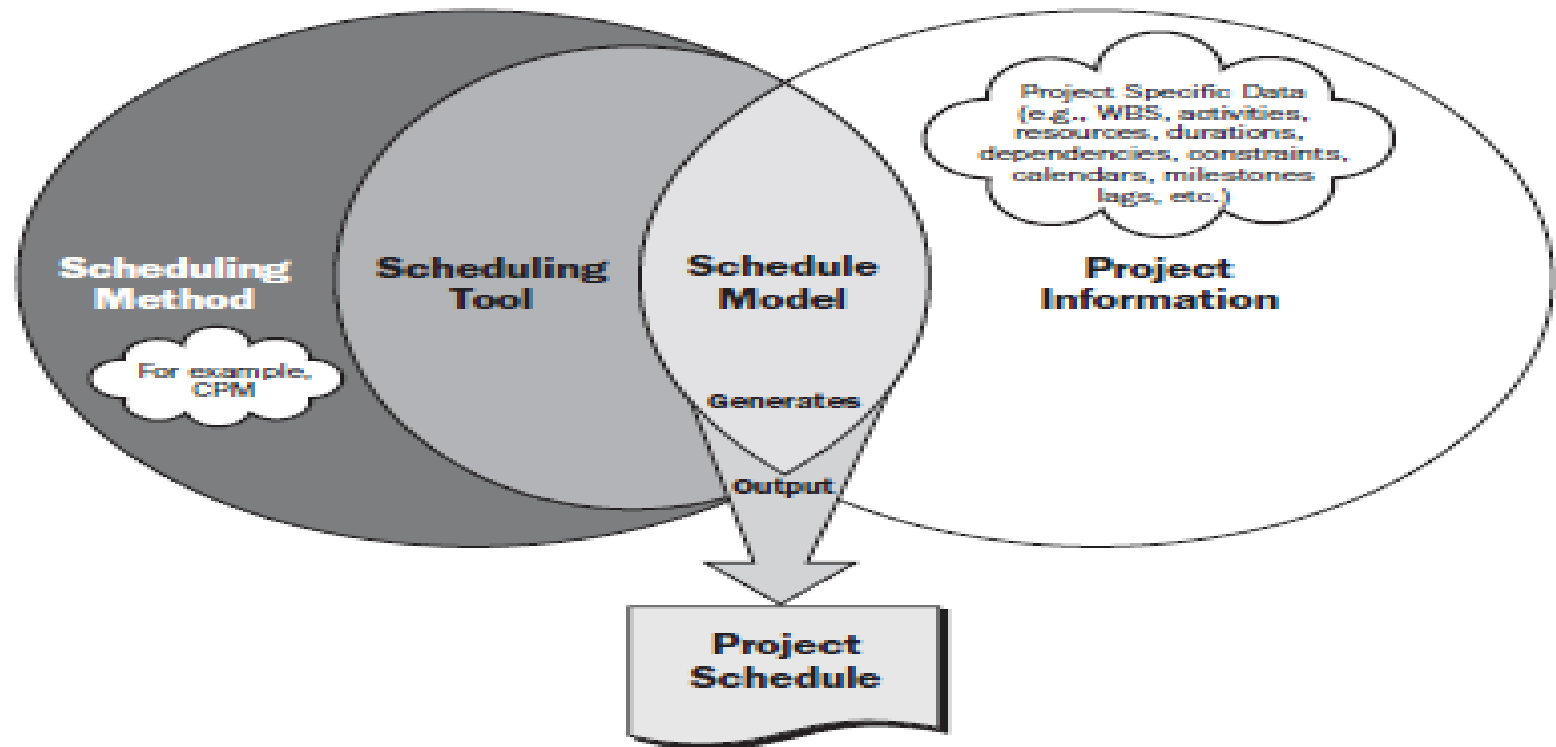 Project Specific Data
(e.g., WBS, activities,
resources, durations,
dependencies, constraints,
calendars, milestones
lags, etc.)
Scheduling
Method
Scheduling
Tool
Schedule
Model
Project
Information
For example,
CPM
Generates
Output
Project
Schedule